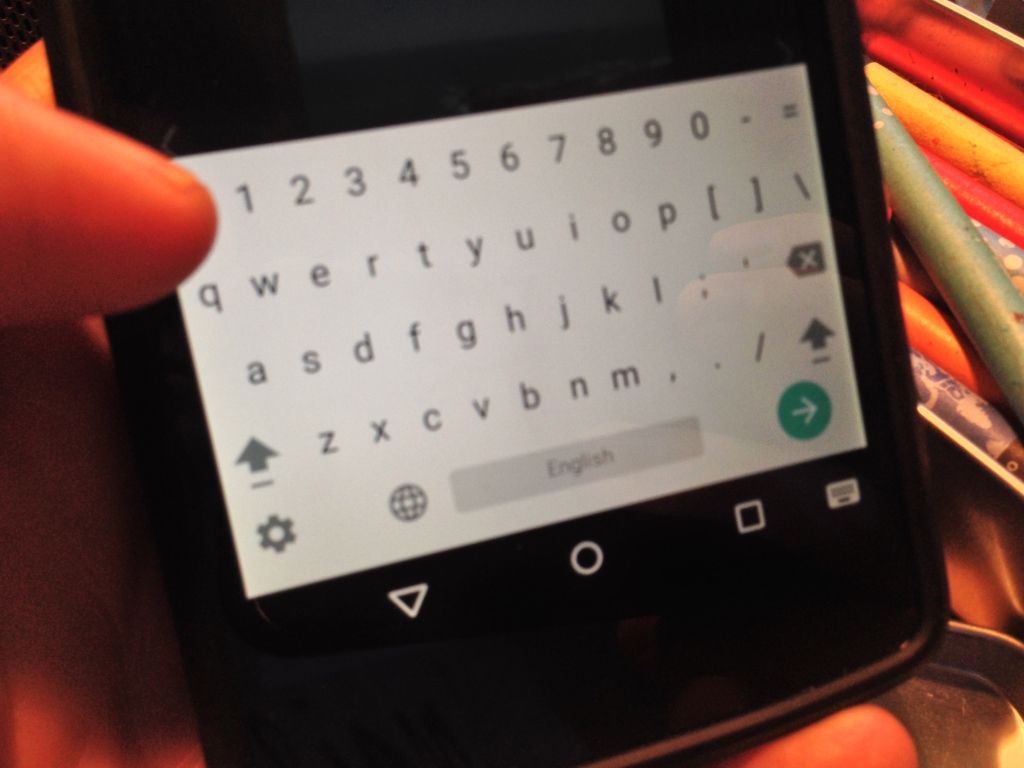 1 2 3 4 5 6 7 8 9 0 - =
q w e r t y u i o p [ ] \
a s d f g h j k l ; '
z x c v b n m , . /
English